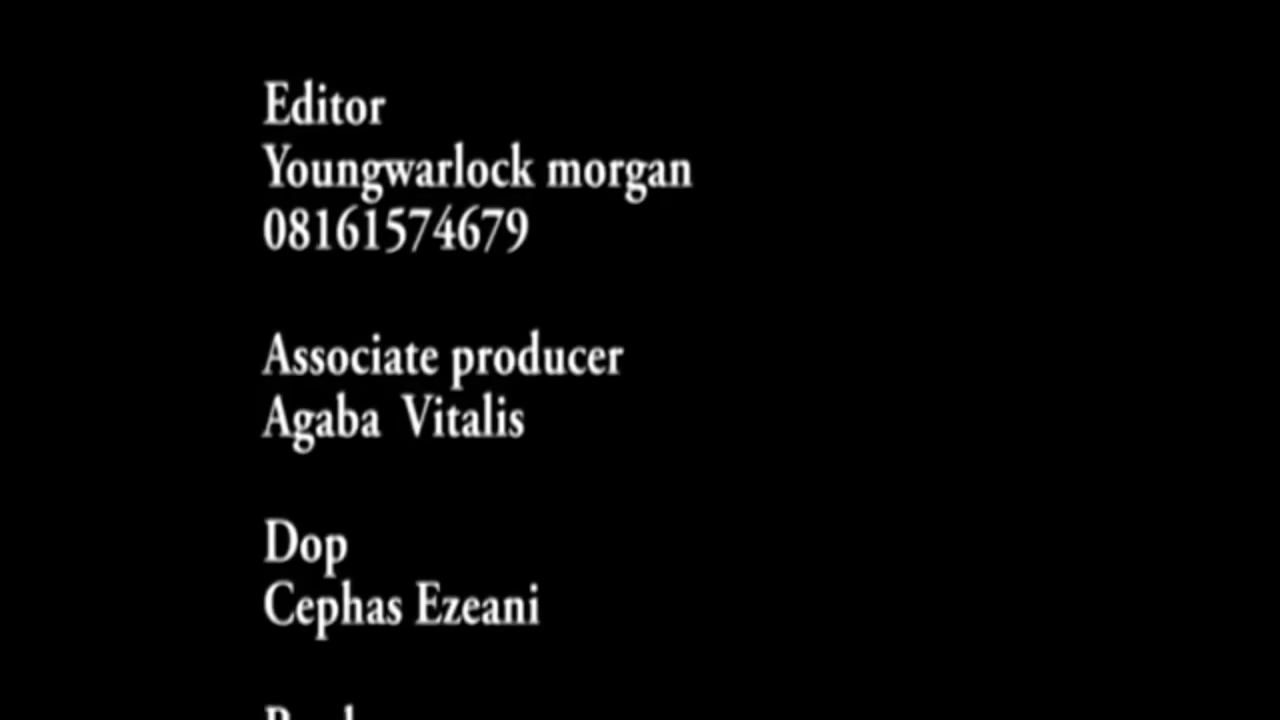 Editor
Youngwarlock morgan
08161574679
Associate producer
Agaba Vitalis
Dop
Cephas Ezeani